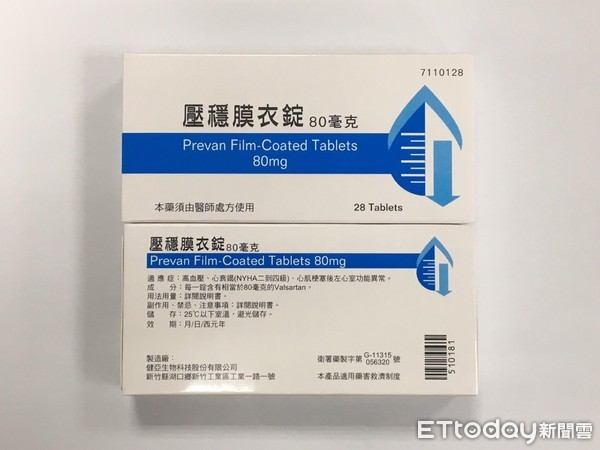 7110128
壓穩膜衣錠 80毫克
Prevan Film-Coated Tablets
80mg
本藥須由醫師處方使用
28 Tablets
壓穩膜衣錠80毫克
Prevan Film-Coated Tablets 80mg
適 應 症：高血壓、心衰竭(NYHA二到四級)、心肌梗塞後左心室功能異常。
成　　分：每一錠含有相當於80毫克的Valsartan。
用法用量：詳閱說明書。
副作用、禁忌、注意事項：詳閱說明書。
儲　　存：25℃以下室溫，避光儲存。
效　　期：月/日/西元年
製造廠：
健亞生物科技股份有限公司
新竹縣湖口鄉新竹工業區工業一路一號
衛署藥製字第 G-11315 056320 號
本產品適用藥害救濟制度
510181
ETtoday新聞雲